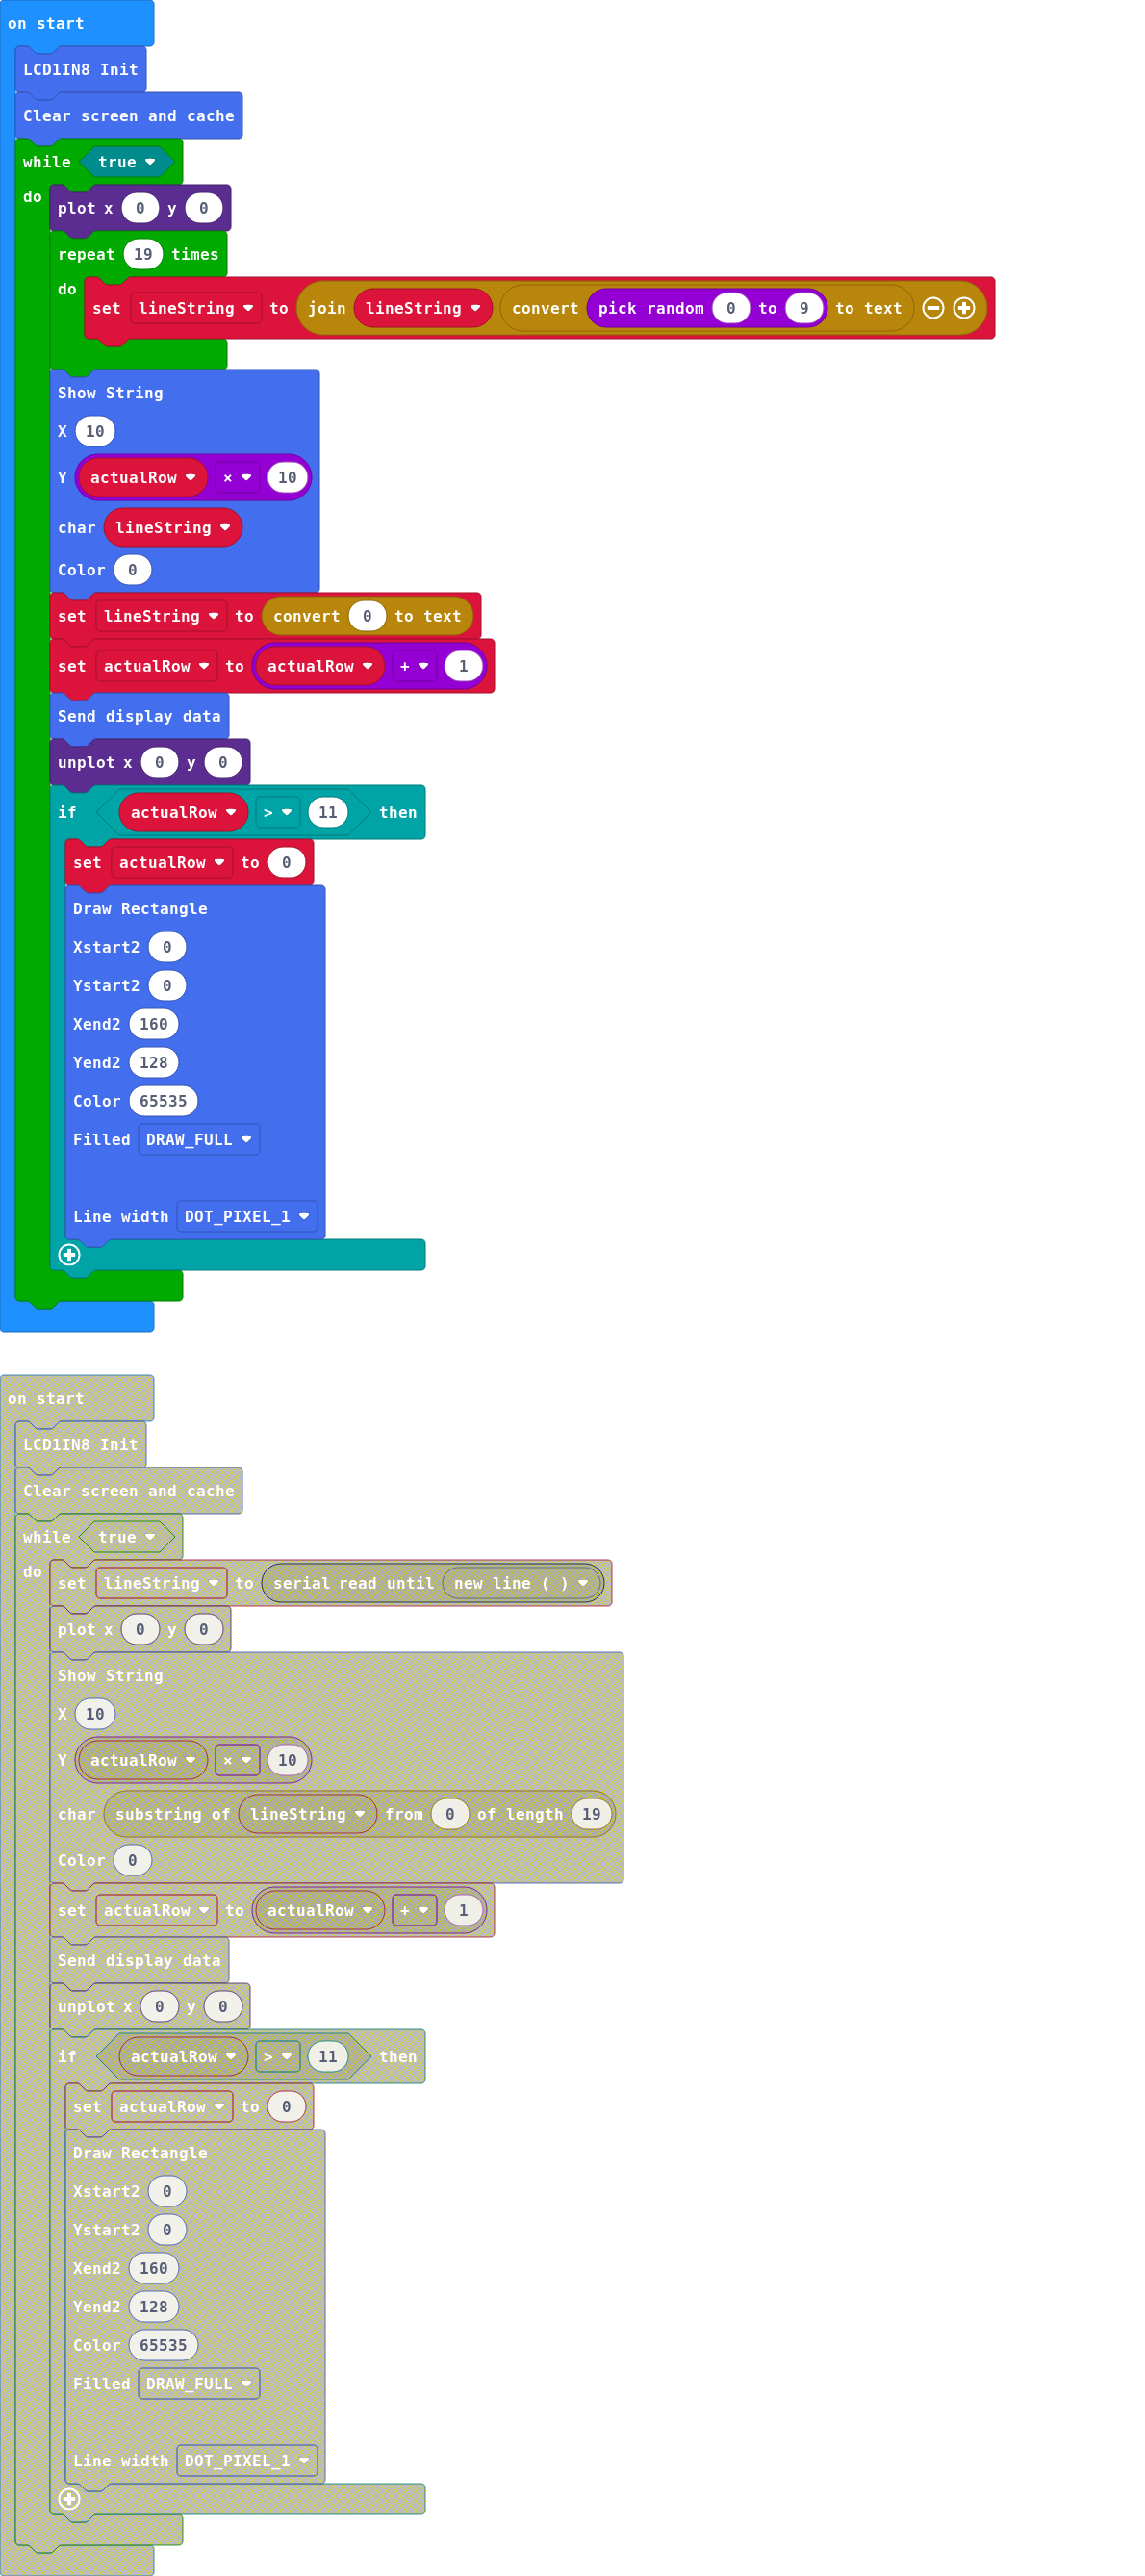 on start
LCD1IN8 Init
Clear screen and cache
while true
do
plot x 0 y 0
repeat 19 times
do
set lineString to join lineString convert pick random 0 to 9 to text
Show String
X 10
Y actualRow × 10
char lineString
Color 0
set lineString to convert 0 to text
set actualRow to actualRow + 1
Send display data
unplot x 0 y 0
if actualRow > 11 then
set actualRow to 0
Draw Rectangle
Xstart2 0
Ystart2 0
Xend2 160
Yend2 128
Color 65535
Filled DRAW_FULL
Line width DOT_PIXEL_1
on start
LCD1IN8 Init
Clear screen and cache
while true
do
set lineString to serial read until new line ( )
plot x 0 y 0
Show String
X 10
Y actualRow × 10
char substring of lineString from 0 of length 19
Color 0
set actualRow to actualRow + 1
Send display data
unplot x 0 y 0
if actualRow > 11 then
set actualRow to 0
Draw Rectangle
Xstart2 0
Ystart2 0
Xend2 160
Yend2 128
Color 65535
Filled DRAW_FULL
Line width DOT_PIXEL_1